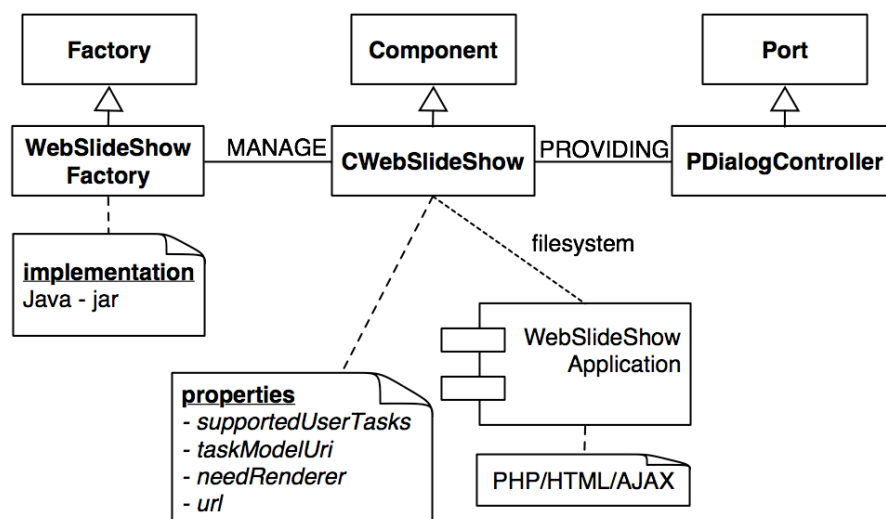 Factory
Component
Port
WebSlideShow
Factory
MANAGE
CWebSlideShow
PROVIDING
PDialogController
implementation
Java - jar
filesystem
WebSlideShow
Application
properties
- supportedUserTasks
- taskModelUri
- needRenderer
- url
PHP/HTML/AJAX